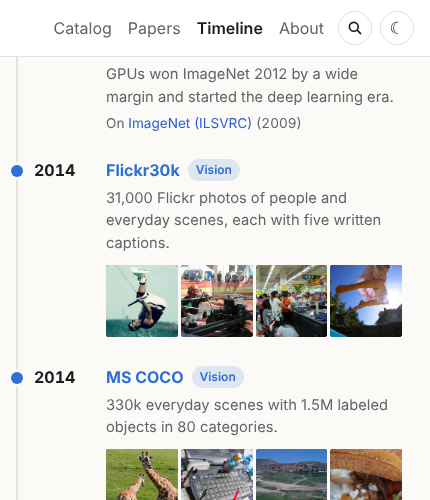 Catalog Papers Timeline About
GPUs won ImageNet 2012 by a wide
margin and started the deep learning era.
On ImageNet (ILSVRC) (2009)
2014 Flickr30k Vision
31,000 Flickr photos of people and
everyday scenes, each with five written
captions.
2014 MS COCO Vision
330k everyday scenes with 1.5M labeled
objects in 80 categories.